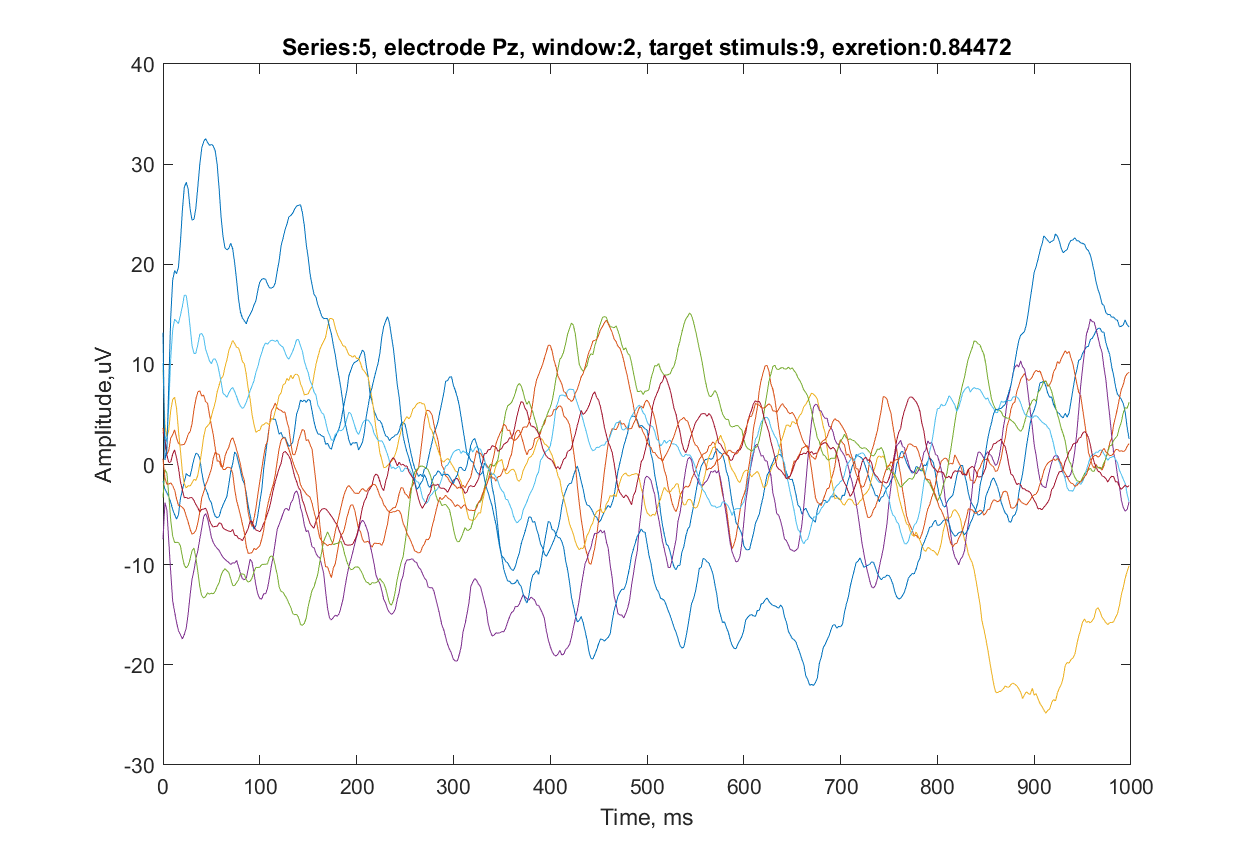 Series:5, electrode Pz, window:2, target stimuls:9, exretion:0.84472
40
30
20
10
0
-10
-20
-30
Amplitude,uV
0 100 200 300 400 500 600 700 800 900 1000
Time, ms